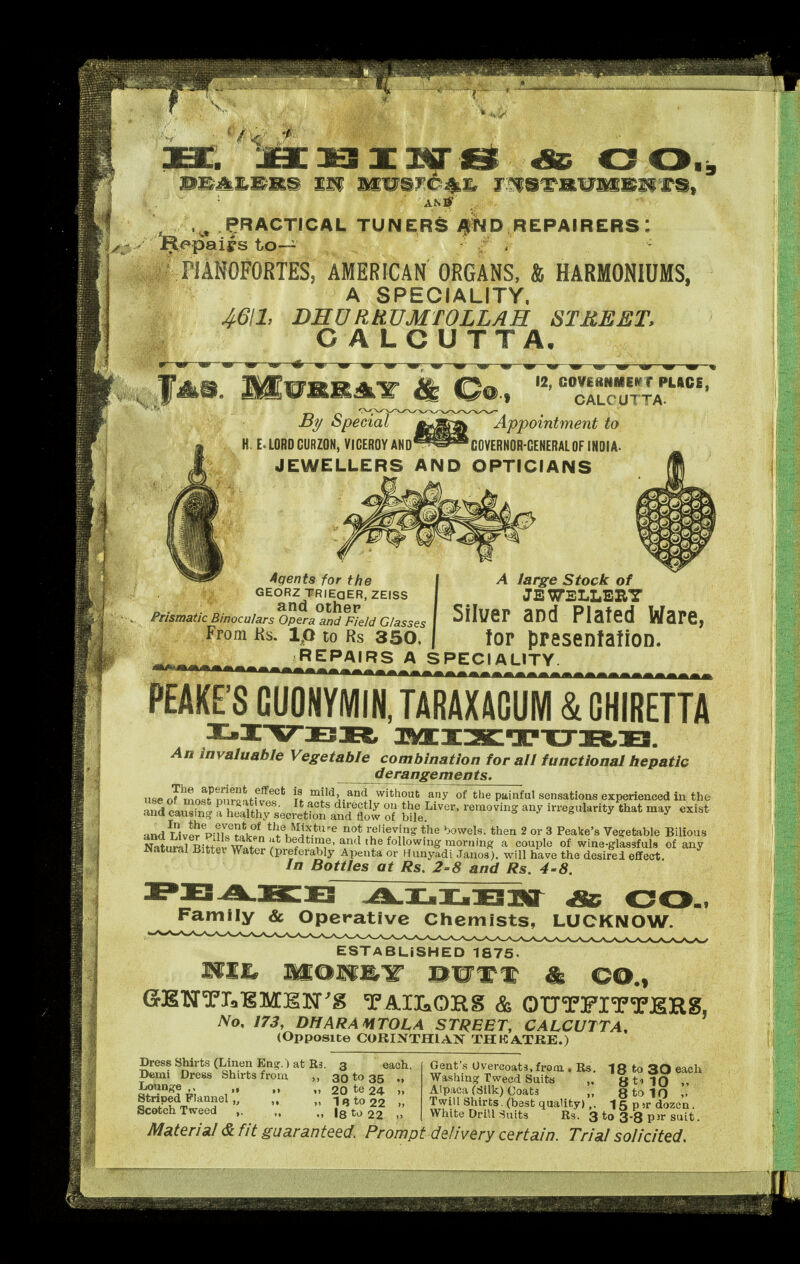 H. HEINS & CO.,
DEALERS IN MUSICAL INSTRUMENTS,
AND
PRACTICAL TUNERS AND REPAIRERS:
Repairs to—
PIANOFORTES, AMERICAN ORGANS, & HARMONIUMS,
A SPECIALITY,
46/1, DHURRUMTOLLAH STREET,
CALCUTTA.
JAS. MURRAY & Co., 12, GOVERNMENT PLACE,
CALCUTTA.
By Special Appointment to
H. E. LORD CURZON, VICEROY AND GOVERNOR-GENERAL OF INDIA.
JEWELLERS AND OPTICIANS
Agents for the
GEORZ TRIEDER, ZEISS
and other
Prismatic Binoculars Opera and Field Glasses
From Rs. 10 to Rs 350.
A large Stock of
JEWELLERY
Silver and Plated Ware,
for presentation.
REPAIRS A SPECIALITY.
PEAKE'S CUONYMIN, TARAXACUM & CHIRETTA
LIVER MIXTURE.
An invaluable Vegetable combination for all functional hepatic
derangements.
The aperient effect is mild, and without any of the painful sensations experienced in the
use of most purgatives. It acts directly on the Liver, removing any irregularity that may exist
and causing a healthy secretion and flow of bile.
In the event of the Mixture not relieving the bowels, then 2 or 3 Peake's Vegetable Bilious
and Liver Pills taken at bedtime, and the following morning a couple of wine-glassfuls of any
Natural Bitter Water (preferably Apenta or Hunyadi Janos), will have the desired effect.
In Bottles at Rs. 2-8 and Rs. 4-8.
PEAKE ALLEN & CO.,
Family & Operative Chemists, LUCKNOW.
ESTABLISHED 1875.
NIL MONEY DUTT & CO.,
GENTLEMEN'S TAILORS & OUTFITTERS,
No. 173, DHARAMTOLA STREET, CALCUTTA.
(Opposite CORINTHIAN THEATRE.)
Dress Shirts (Linen Eng.) at Rs. 3 each.
Demi Dress Shirts from ,, 30 to 35 ,,
Lounge ,, ,, ,, ,, 20 te 24 ,,
Striped Flannel ,, ,, ,, 18 to 22 ,,
Scotch Tweed ,, ,, ,, 18 to 22 ,,
Gent's Overcoats, from, Rs. 18 to 30 each
Washing Tweed Suits ,, 8 to 10 ,,
Alpaca (Silk) Coats ,, 8 to 10 ,,
Twill Shirts. (best quality) ,, 15 per dozen.
White Drill Suits Rs. 3 to 3-8 per suit.
Material & fit guaranteed. Prompt delivery certain. Trial solicited.